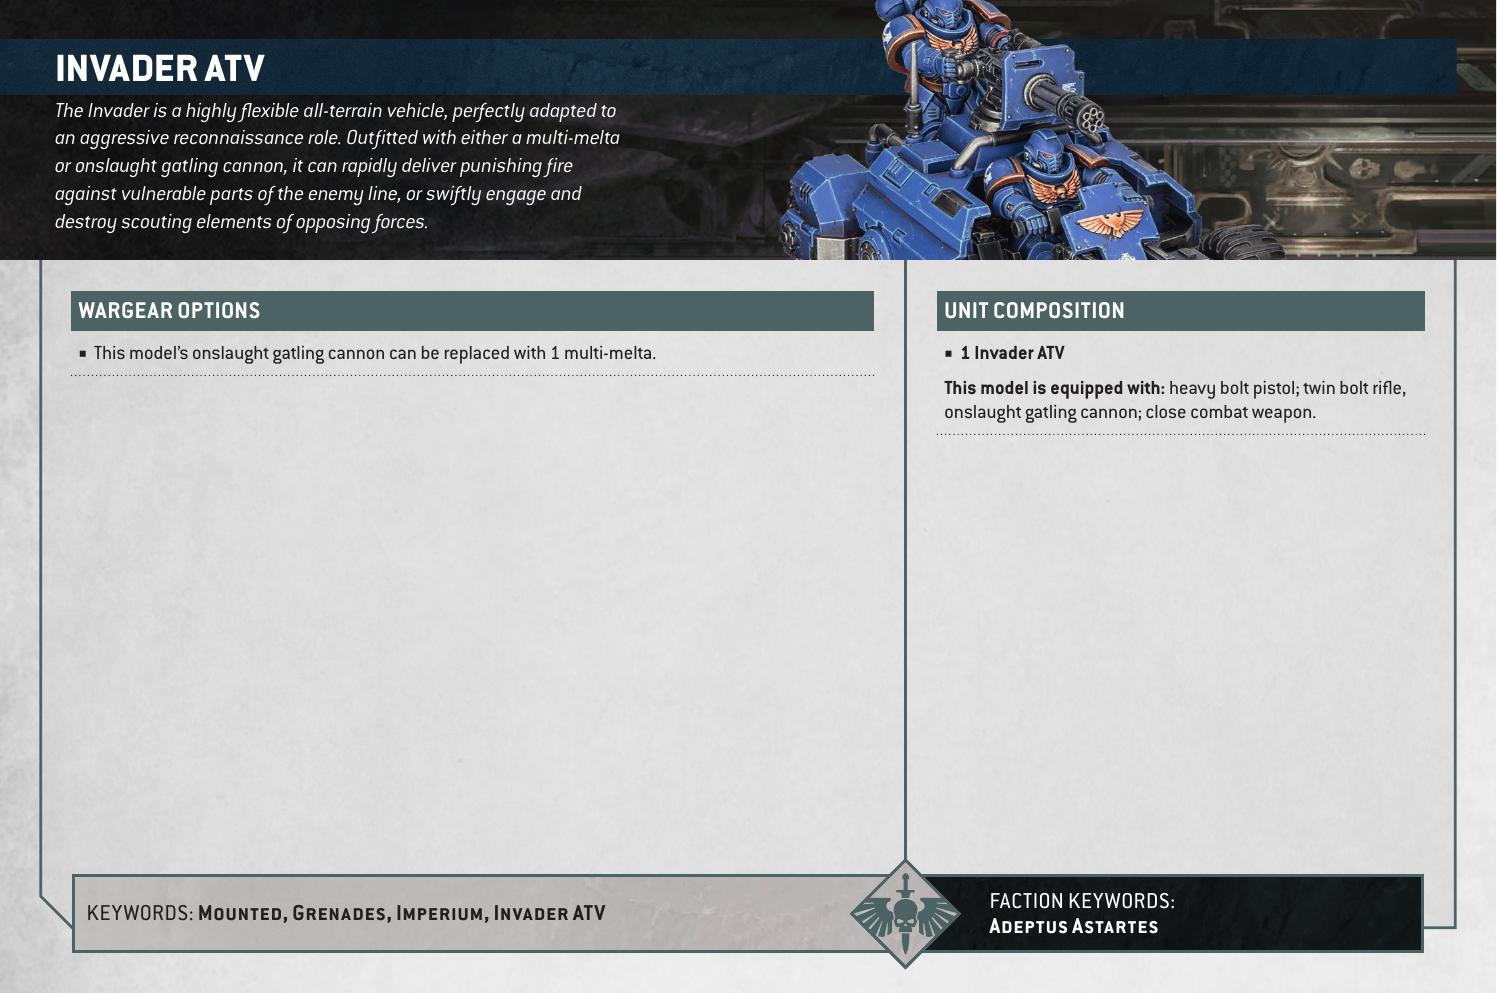 INVADER ATV
The Invader is a highly flexible all-terrain vehicle, perfectly adapted to
an aggressive reconnaissance role. Outfitted with either a multi-melta
or onslaught gatling cannon, it can rapidly deliver punishing fire
against vulnerable parts of the enemy line, or swiftly engage and
destroy scouting elements of opposing forces.
WARGEAR OPTIONS
▪ This model’s onslaught gatling cannon can be replaced with 1 multi-melta.
UNIT COMPOSITION
▪ 1 Invader ATV
This model is equipped with: heavy bolt pistol; twin bolt rifle,
onslaught gatling cannon; close combat weapon.
KEYWORDS: Mounted, Grenades, Imperium, Invader ATV
FACTION KEYWORDS:
Adeptus Astartes